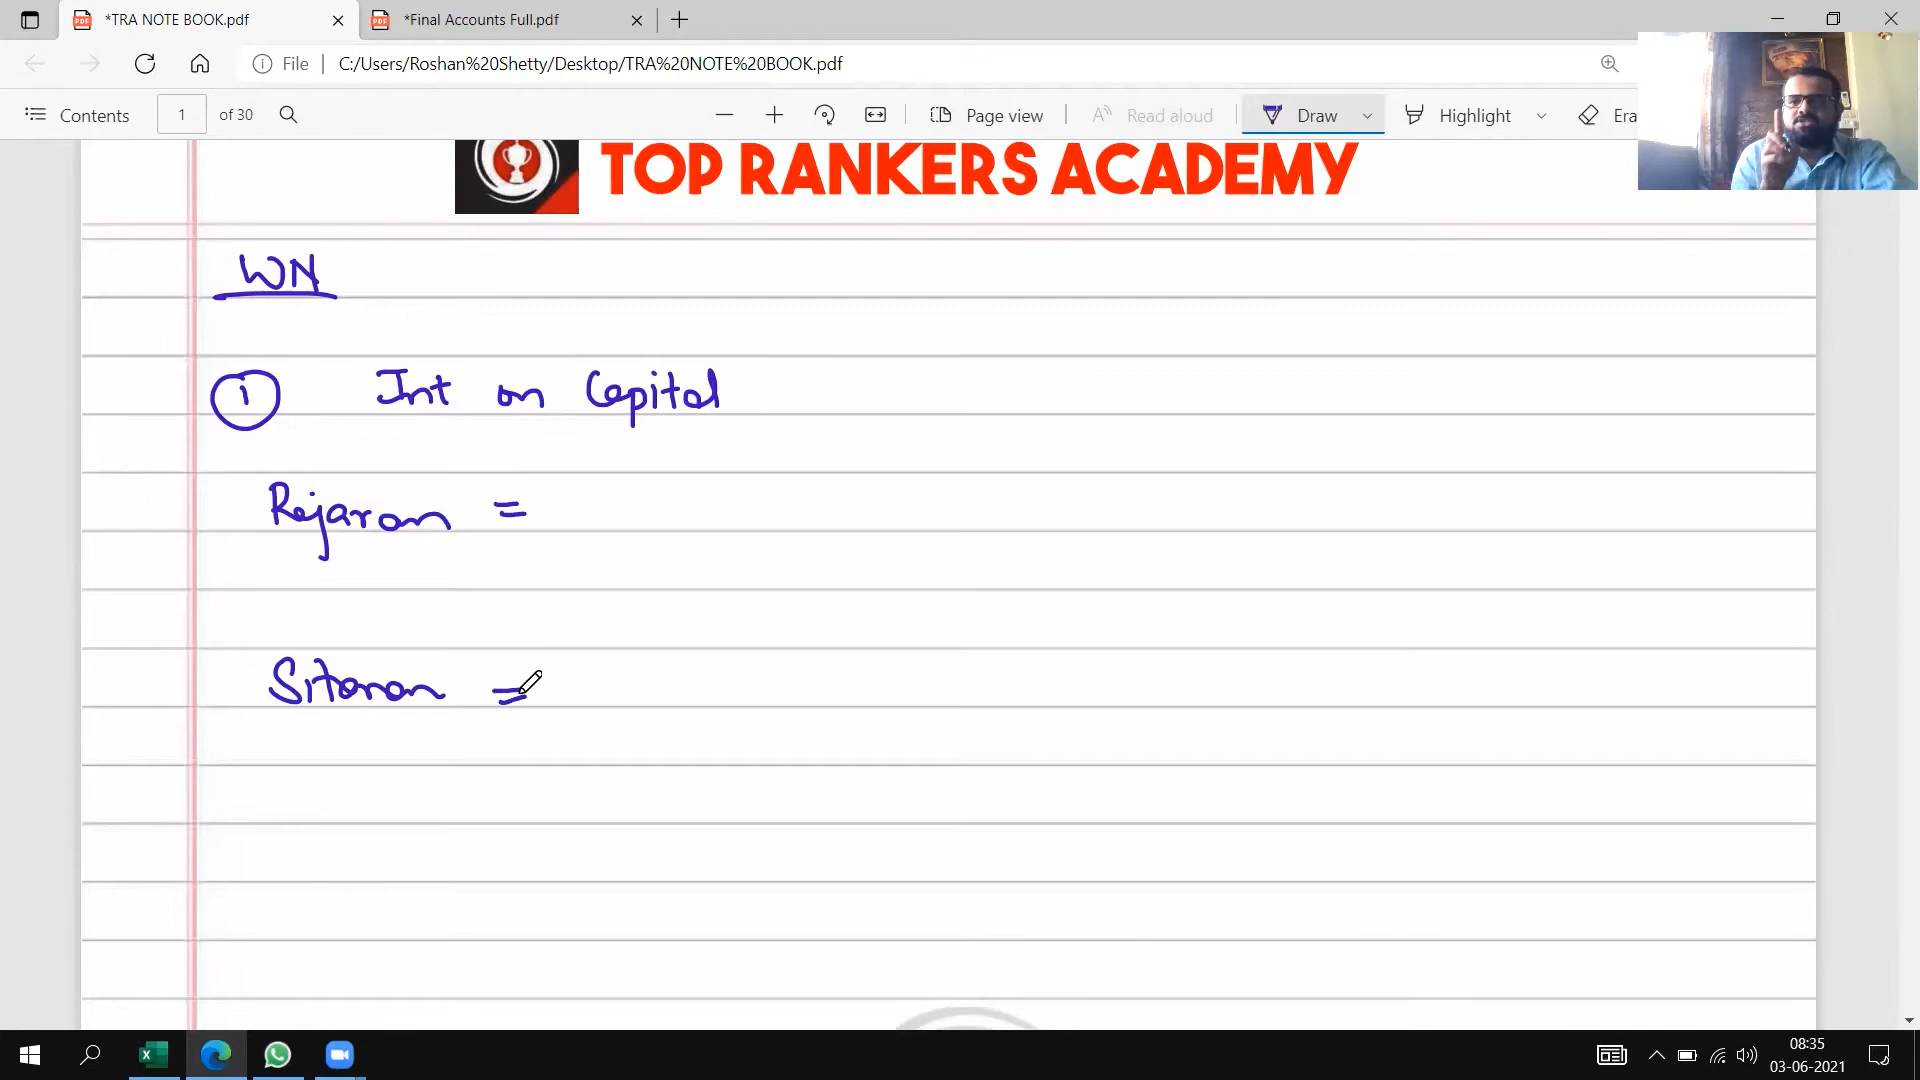 *TRA NOTE BOOK.pdf
*Final Accounts Full.pdf
File | C:/Users/Roshan%20Shetty/Desktop/TRA%20NOTE%20BOOK.pdf
Contents 1 of 30 Page view Read aloud Draw Highlight Era
TOP RANKERS ACADEMY
WN
① Int on Capital
Rajaram =
Sitaram =
08:35
03-06-2021